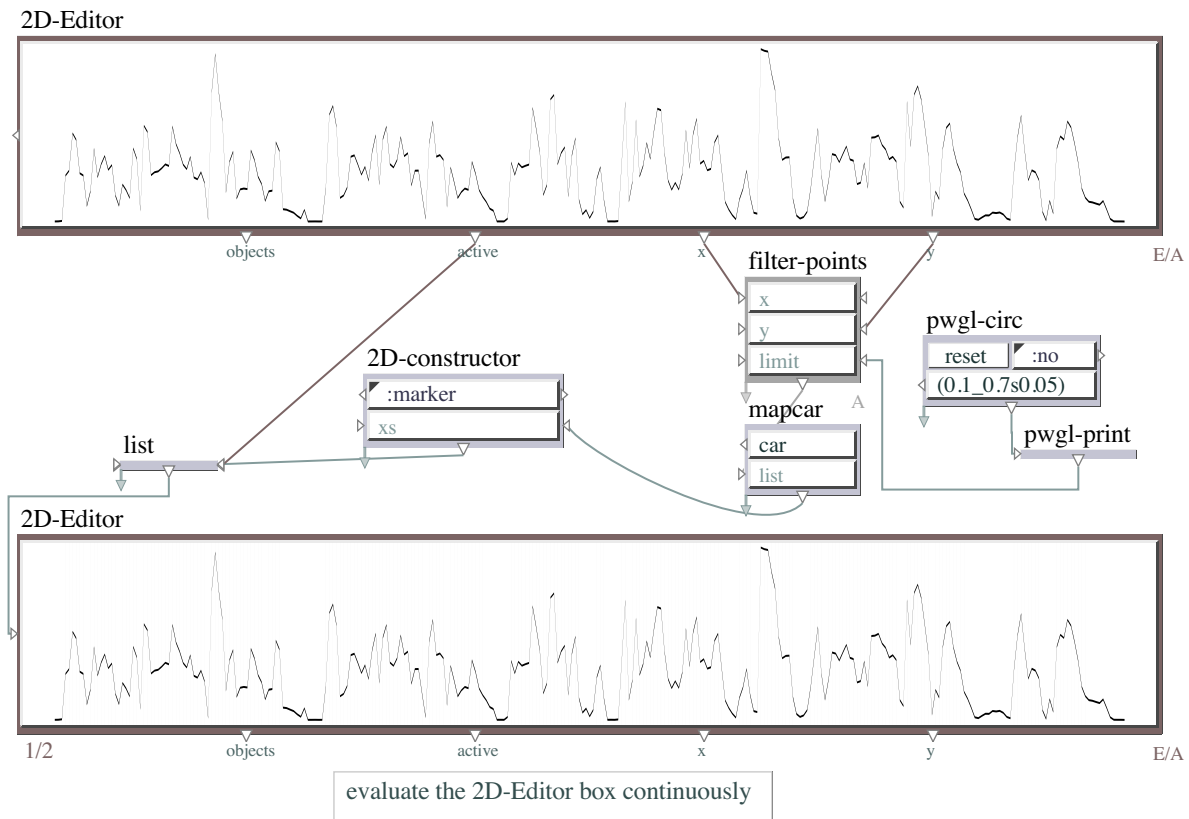 2D-Editor
objects
active
x
y
E/A
filter-points
x
y
limit
A
pwgl-circ
reset
:no
(0.1_0.7s0.05)
2D-constructor
:marker
xs
mapcar
car
list
pwgl-print
list
2D-Editor
1/2
objects
active
x
y
E/A
evaluate the 2D-Editor box continuously